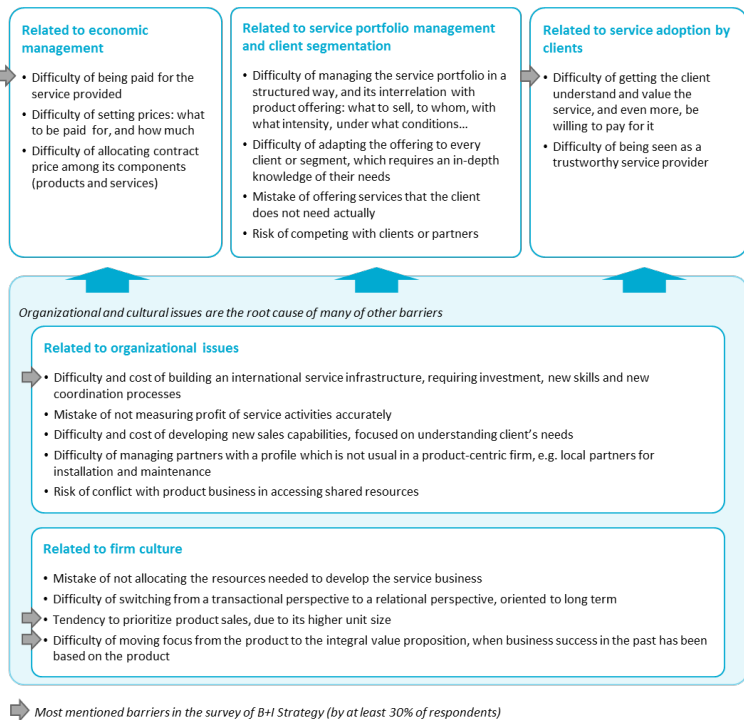 Related to economic
management
• Difficulty of being paid for the
service provided
• Difficulty of setting prices: what
to be paid for, and how much
• Difficulty of allocating contract
price among its components
(products and services)
Related to service portfolio management
and client segmentation
• Difficulty of managing the service portfolio in a
structured way, and its interrelation with
product offering: what to sell, to whom, with
what intensity, under what conditions...
• Difficulty of adapting the offering to every
client or segment, which requires an in-depth
knowledge of their needs
• Mistake of offering services that the client
does not need actually
• Risk of competing with clients or partners
Related to service adoption by
clients
• Difficulty of getting the client
understand and value the
service, and even more, be
willing to pay for it
• Difficulty of being seen as a
trustworthy service provider
Organizational and cultural issues are the root cause of many of other barriers
Related to organizational issues
• Difficulty and cost of building an international service infrastructure, requiring investment, new skills and new
coordination processes
• Mistake of not measuring profit of service activities accurately
• Difficulty and cost of developing new sales capabilities, focused on understanding client's needs
• Difficulty of managing partners with a profile which is not usual in a product-centric firm, e.g. local partners for
installation and maintenance
• Risk of conflict with product business in accessing shared resources
Related to firm culture
• Mistake of not allocating the resources needed to develop the service business
• Difficulty of switching from a transactional perspective to a relational perspective, oriented to long term
• Tendency to prioritize product sales, due to its higher unit size
• Difficulty of moving focus from the product to the integral value proposition, when business success in the past has been
based on the product
Most mentioned barriers in the survey of B+I Strategy (by at least 30% of respondents)